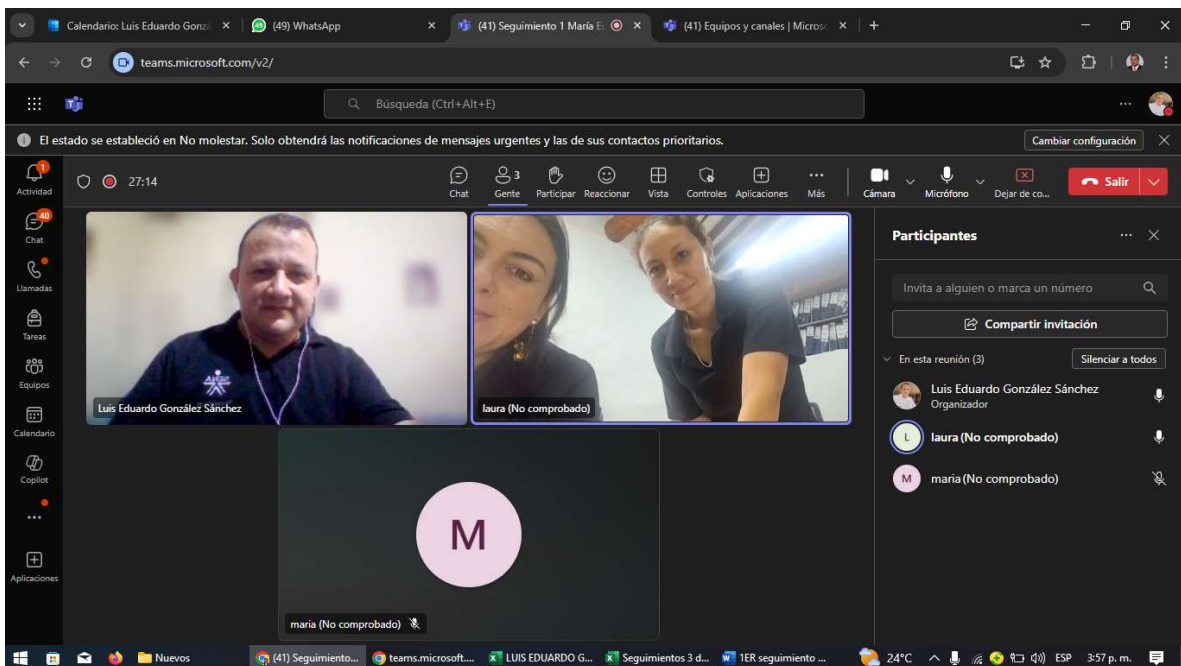 Calendario: Luis Eduardo Gonzá
(49) WhatsApp
(41) Seguimiento 1 María E
(41) Equipos y canales | Microso
teams.microsoft.com/v2/
Búsqueda (Ctrl+Alt+E)
El estado se estableció en No molestar. Solo obtendrá las notificaciones de mensajes urgentes y las de sus contactos prioritarios.
Cambiar configuración
27:14
Chat
3
Gente
Participar
Reaccionar
Vista
Controles
Aplicaciones
Más
Cámara
Micrófono
Dejar de co...
Salir
1
Actividad
40
Chat
Llamadas
Tareas
Equipos
Calendario
Copilot
Aplicaciones
SENA
Luis Eduardo González Sánchez
laura (No comprobado)
M
maria (No comprobado)
Participantes
Invita a alguien o marca un número
Compartir invitación
En esta reunión (3)
Silenciar a todos
Luis Eduardo González Sánchez
Organizador
L
laura (No comprobado)
M
maria (No comprobado)
Nuevos
(41) Seguimiento...
teams.microsoft....
LUIS EDUARDO G...
Seguimientos 3 d...
1ER seguimiento ...
24°C
ESP
3:57 p. m.